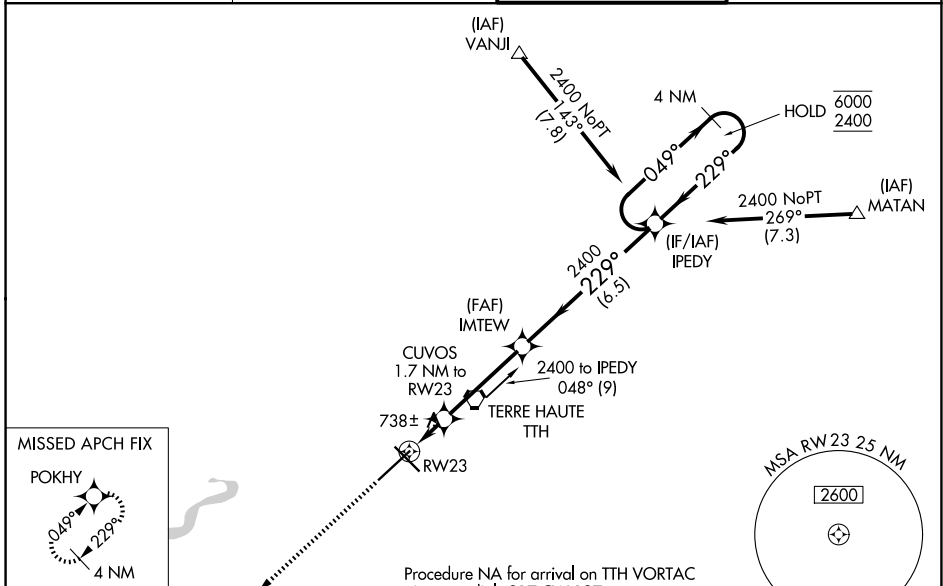 (IAF)
VANJI
2400 NoPT
143°
(7.8)
4 NM
HOLD
6000
2400
049°
229°
2400 NoPT
269°
(7.3)
(IAF)
MATAN
(IF/IAF)
IPEDY
2400
229°
(6.5)
(FAF)
IMTEW
CUVOS
1.7 NM to
RW23
2400 to IPEDY
048° (9)
TERRE HAUTE
TTH
738±
RW23
MISSED APCH FIX
POKHY
049°
229°
4 NM
MSA RW 23 25 NM
2600
Procedure NA for arrival on TTH VORTAC